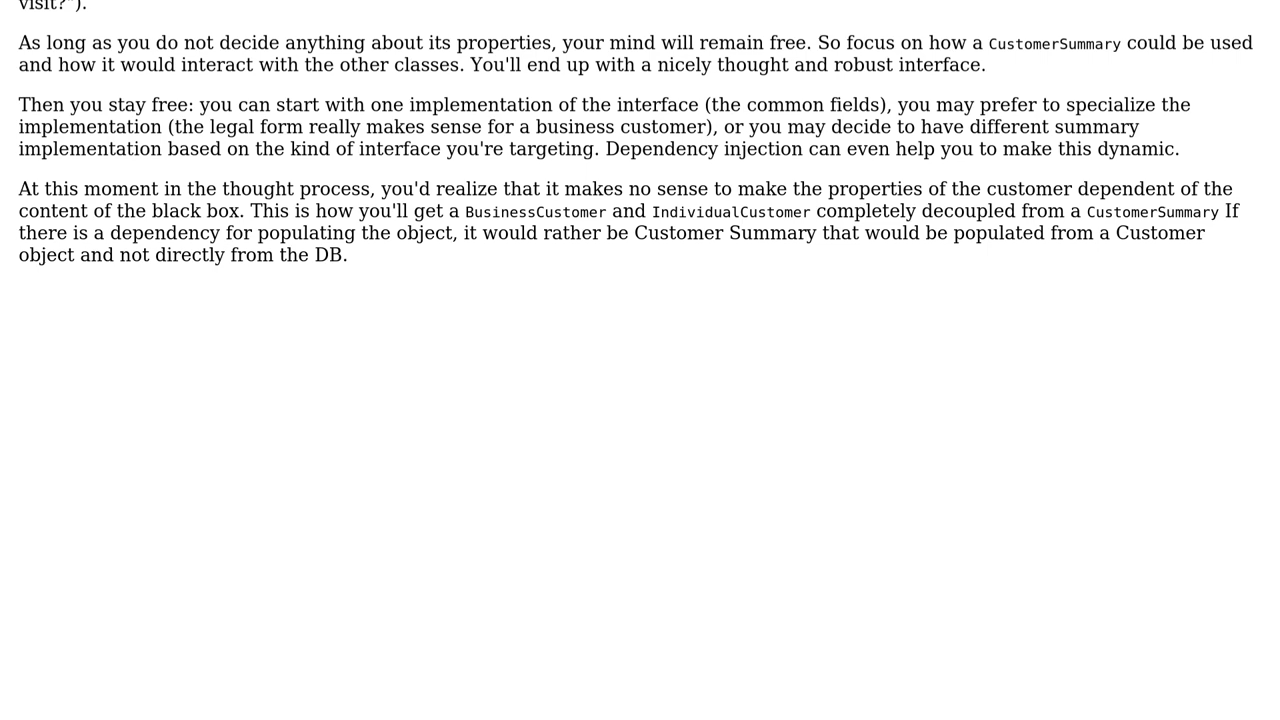 visit?").
As long as you do not decide anything about its properties, your mind will remain free. So focus on how a CustomerSummary could be used
and how it would interact with the other classes. You'll end up with a nicely thought and robust interface.
Then you stay free: you can start with one implementation of the interface (the common fields), you may prefer to specialize the
implementation (the legal form really makes sense for a business customer), or you may decide to have different summary
implementation based on the kind of interface you're targeting. Dependency injection can even help you to make this dynamic.
At this moment in the thought process, you'd realize that it makes no sense to make the properties of the customer dependent of the
content of the black box. This is how you'll get a BusinessCustomer and IndividualCustomer completely decoupled from a CustomerSummary If
there is a dependency for populating the object, it would rather be Customer Summary that would be populated from a Customer
object and not directly from the DB.